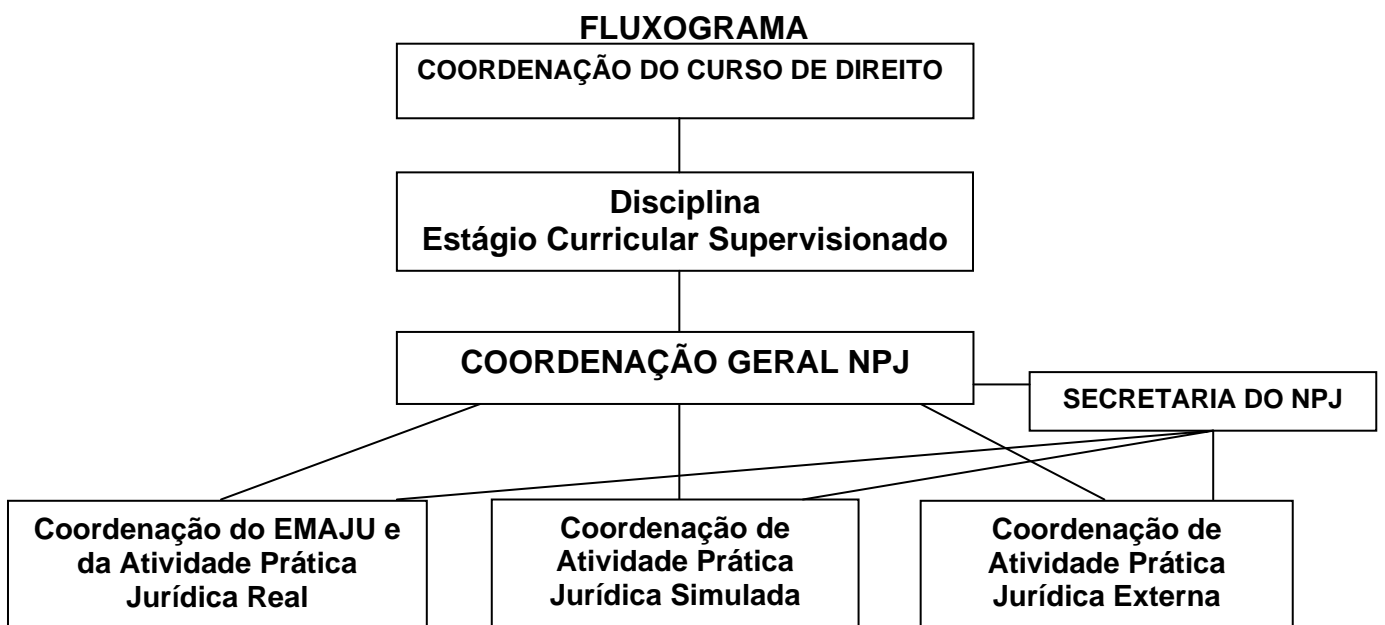 FLUXOGRAMA
COORDENAÇÃO DO CURSO DE DIREITO
Disciplina
Estágio Curricular Supervisionado
COORDENAÇÃO GERAL NPJ
SECRETARIA DO NPJ
Coordenação do EMAJU e
da Atividade Prática
Jurídica Real
Coordenação de
Atividade Prática
Jurídica Simulada
Coordenação de
Atividade Prática
Jurídica Externa